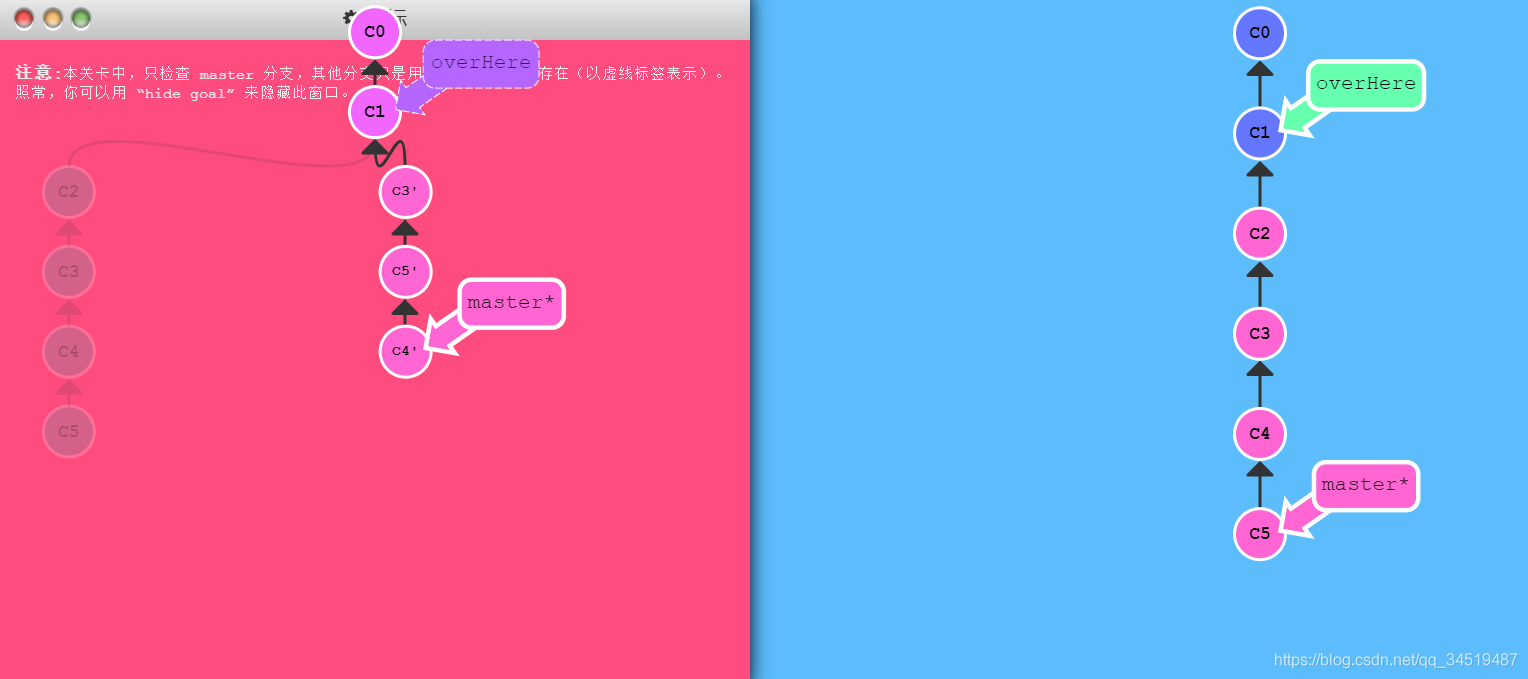 标
C0
overHere
注意:本关卡中，只检查 master 分支，其他分支只是用 存在（以虚线标签表示）。
照常，你可以用 “hide goal” 来隐藏此窗口。
C1
C2
C3'
C3
C5'
master*
C4
C4'
C5
C0
overHere
C1
C2
C3
C4
master*
C5
https://blog.csdn.net/qq_34519487